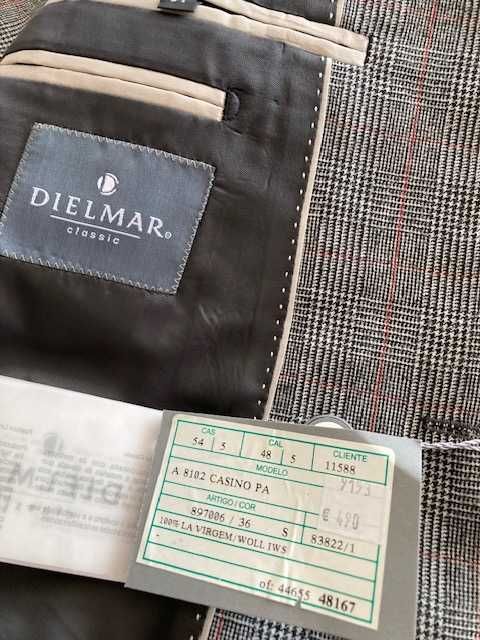 DIELMAR
classic
CAS CAL CLIENTE
54 5 48 5 11588
MODELO
A 8102 CASINO PA 9153
ARTIGO / COR
897006 / 36 S € 490
100% LA VIRGEM/WOLL IWS 83822/1
-
of: 44655 48167